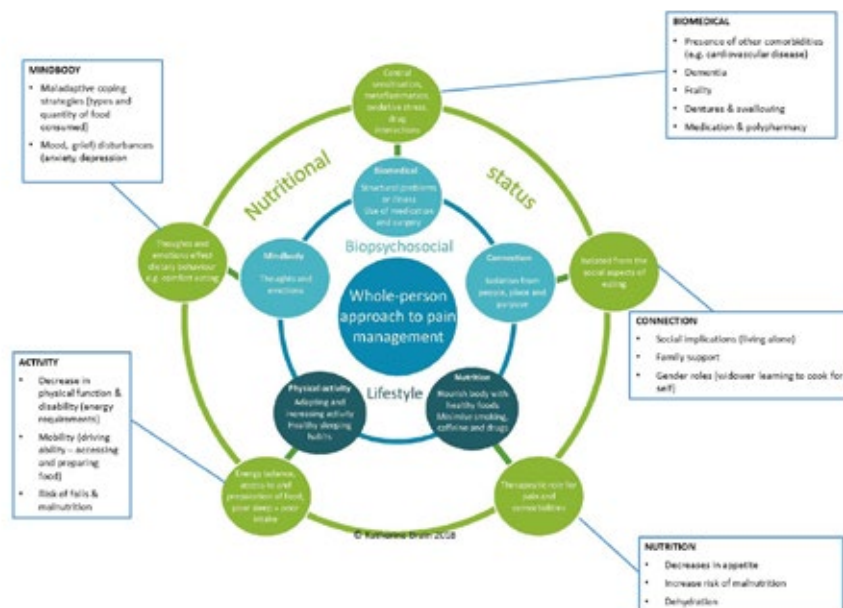 BIOMEDICAL
• Presence of other comorbidities
(e.g. cardiovascular disease)
• Dementia
• Frailty
• Dentures & swallowing
• Medication & polypharmacy
MINDBODY
• Maladaptive coping
strategies (types and
quantity of food
consumed)
• Mood, grief) disturbances
(anxiety, depression
Central
sensitisation,
metaflammation,
oxidative stress,
drug
interactions
Nutritional
status
Biomedical
Structural problems
or illness
Use of medication
and surgery
Biopsychosocial
Thoughts and
emotions effect
dietary behaviour
e.g. comfort eating
Mindbody
Thoughts and
emotions
Connection
Isolation from
people, place and
purpose
Isolated from the
social aspects of
eating
Whole-person
approach to pain
management
CONNECTION
• Social implications (living alone)
• Family support
• Gender roles (widower learning to cook for
self)
ACTIVITY
• Decrease in
physical function &
disability (energy
requirements)
• Mobility (driving
ability – accessing
and preparing
food)
• Risk of falls &
malnutrition
Lifestyle
Physical activity
Adapting and
increasing activity
Healthy sleeping
habits
Nutrition
Nourish body with
healthy foods
Minimise smoking,
caffeine and drugs
Energy balance,
access to and
preparation of food,
poor sleep = poor
intake
Therapeutic role for
pain and
comorbidities
© Katherine Brain 2018
NUTRITION
• Decreases in appetite
• Increase risk of malnutrition
• Dehydration